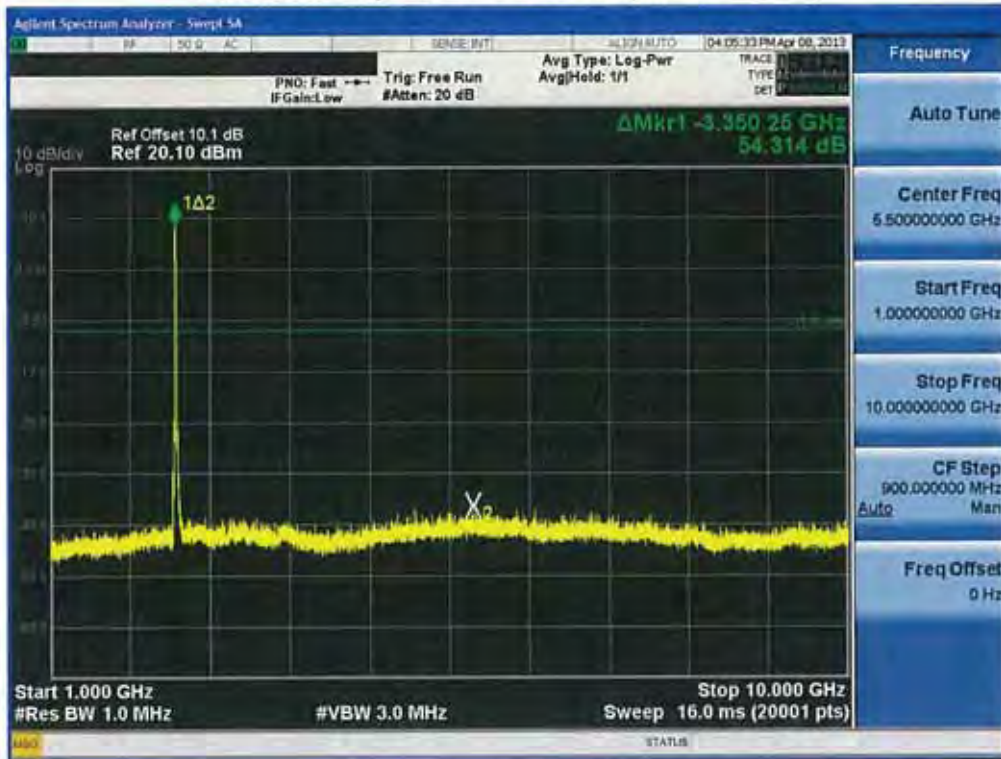 Agilent Spectrum Analyzer - Swept SA
RF 50 Ω AC SENSE:INT ALIGN AUTO 04:05:33 PM Apr 08, 2013
Frequency
Avg Type: Log-Pwr
TRACE
PNO: Fast Trig: Free Run Avg|Hold: 1/1
TYPE
IFGain:Low #Atten: 20 dB
DET
Auto Tune
ΔMkr1 -3.350 25 GHz
Ref Offset 10.1 dB
54.314 dB
10 dB/div Ref 20.10 dBm
Log
1Δ2
Center Freq
5.500000000 GHz
Start Freq
1.000000000 GHz
Stop Freq
10.000000000 GHz
CF Step
900.000000 MHz
Auto Man
X2
Freq Offset
0 Hz
Start 1.000 GHz Stop 10.000 GHz
#Res BW 1.0 MHz #VBW 3.0 MHz Sweep 16.0 ms (20001 pts)
MSG STATUS